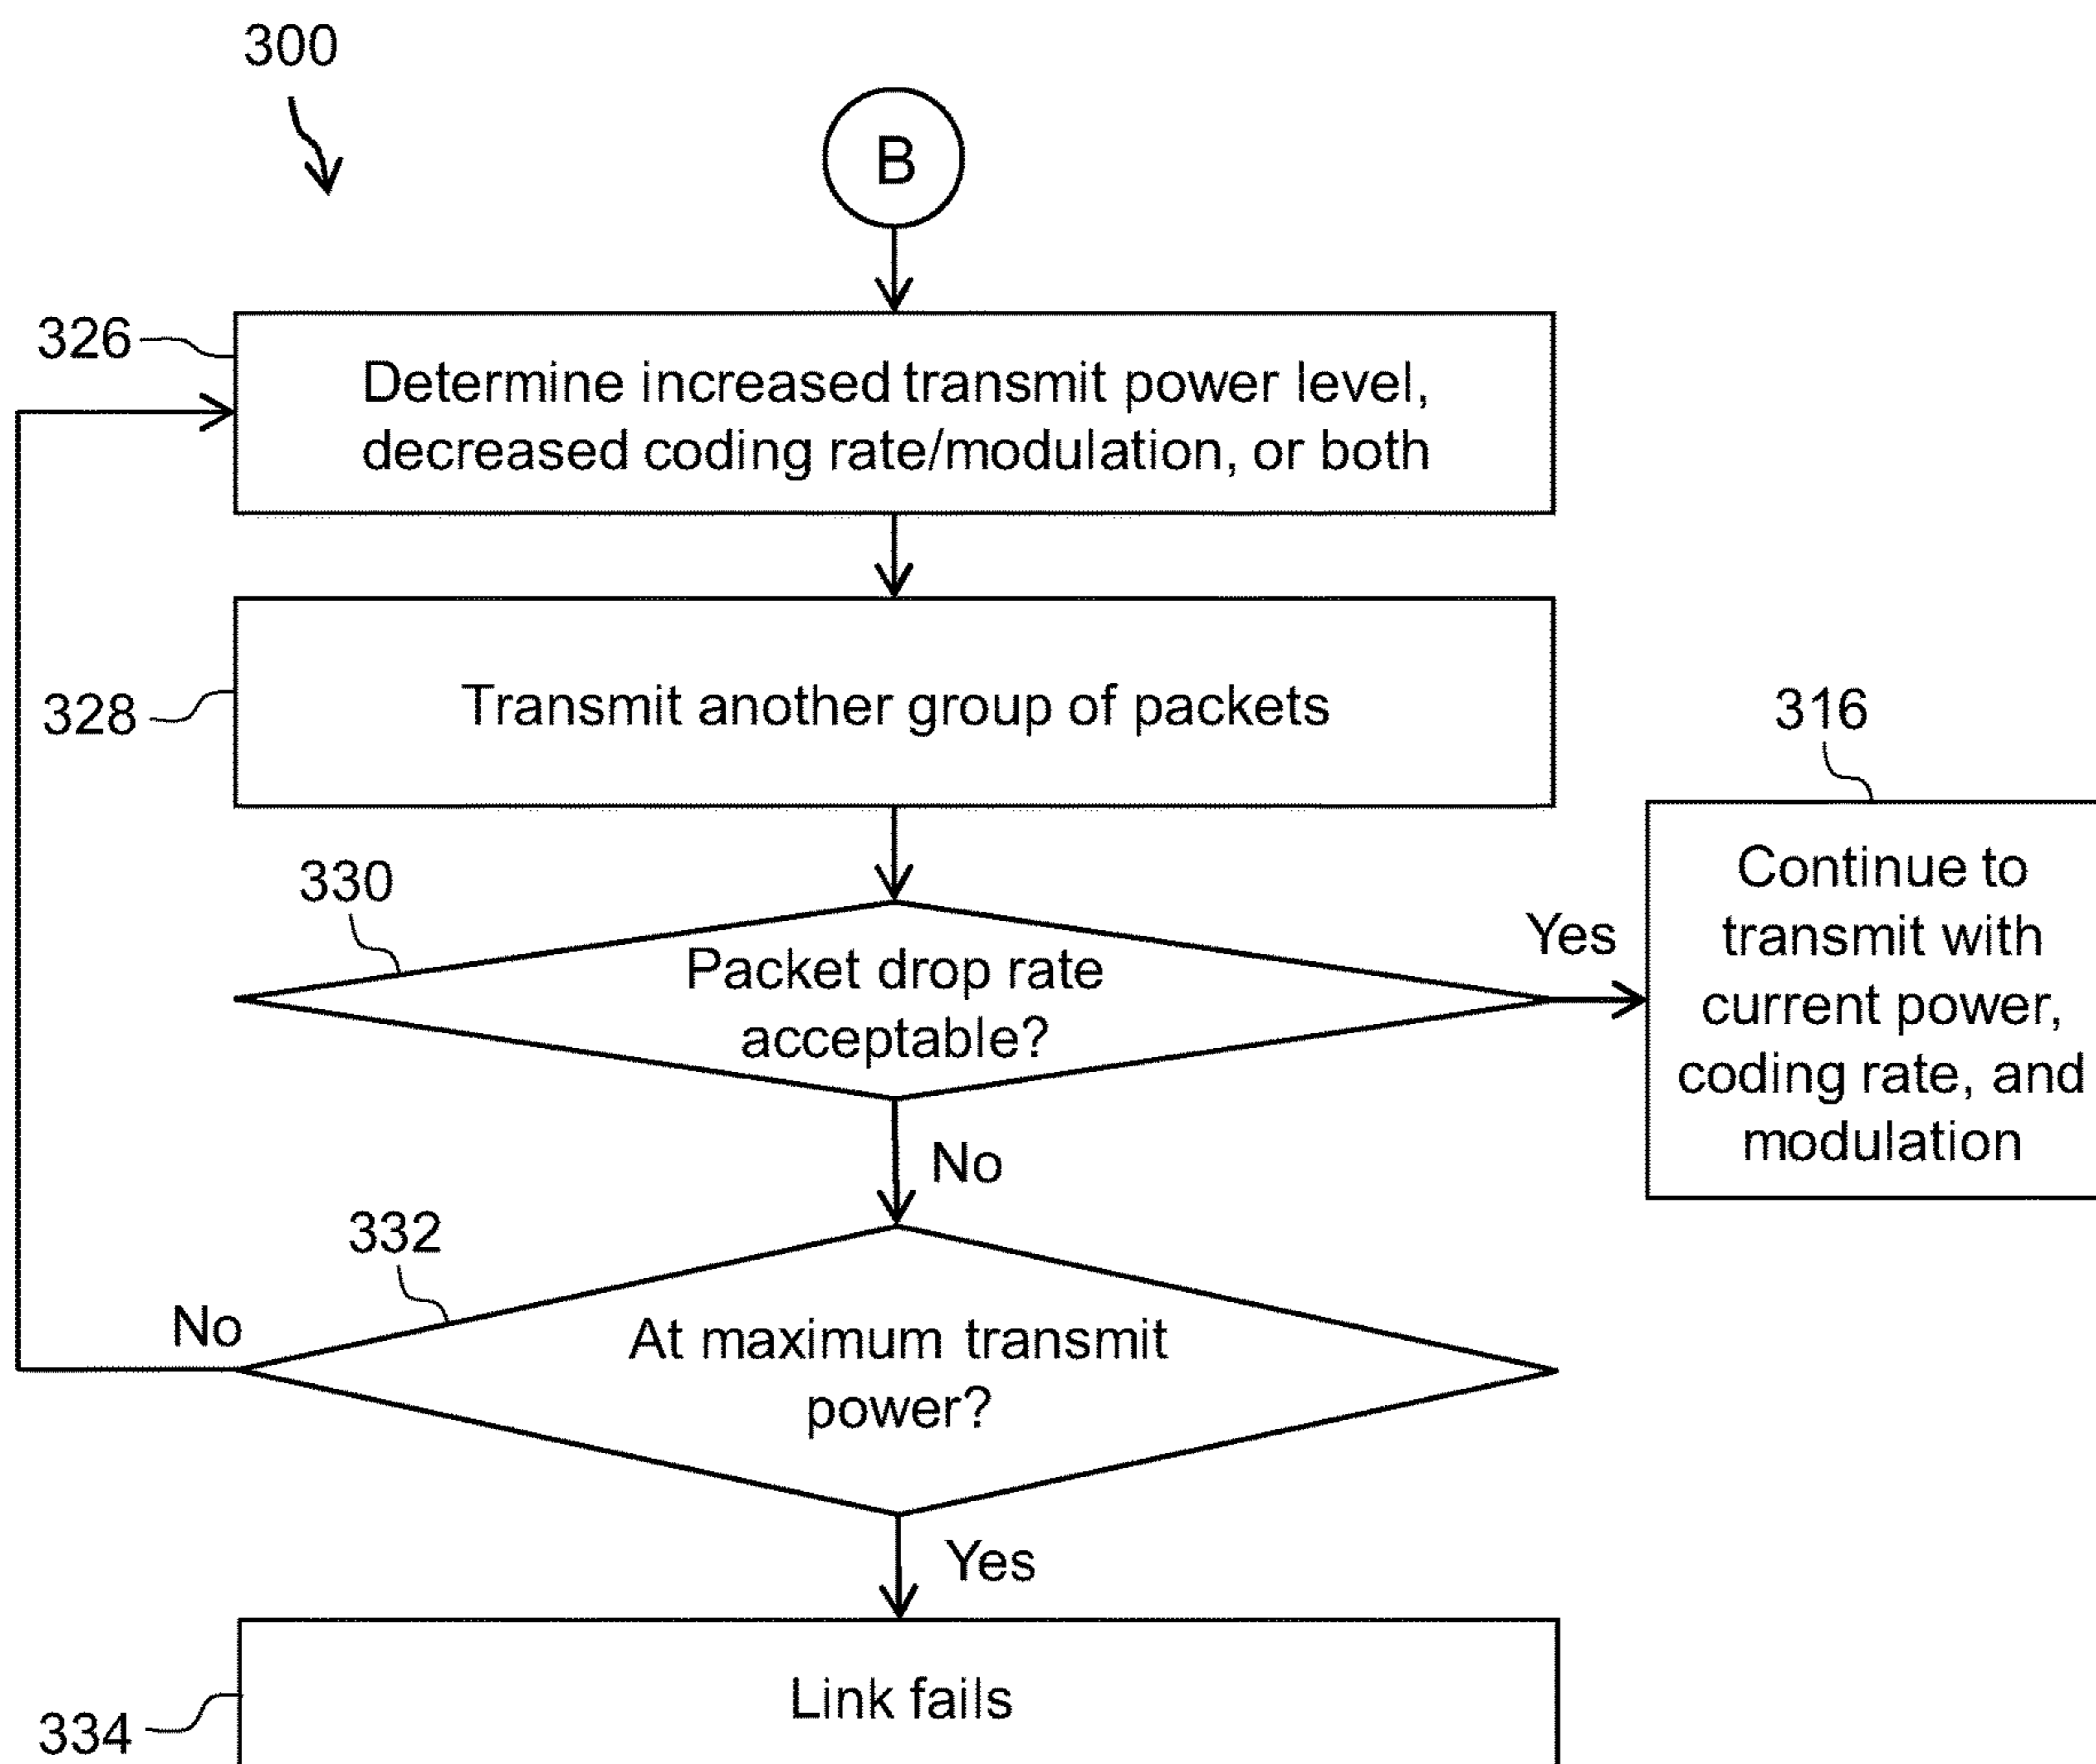 300
B
326
Determine increased transmit power level,
decreased coding rate/modulation, or both
328
Transmit another group of packets
316
Continue to
transmit with
current power,
coding rate, and
modulation
330
Packet drop rate
acceptable?
Yes
No
332
At maximum transmit
power?
No
Yes
334
Link fails